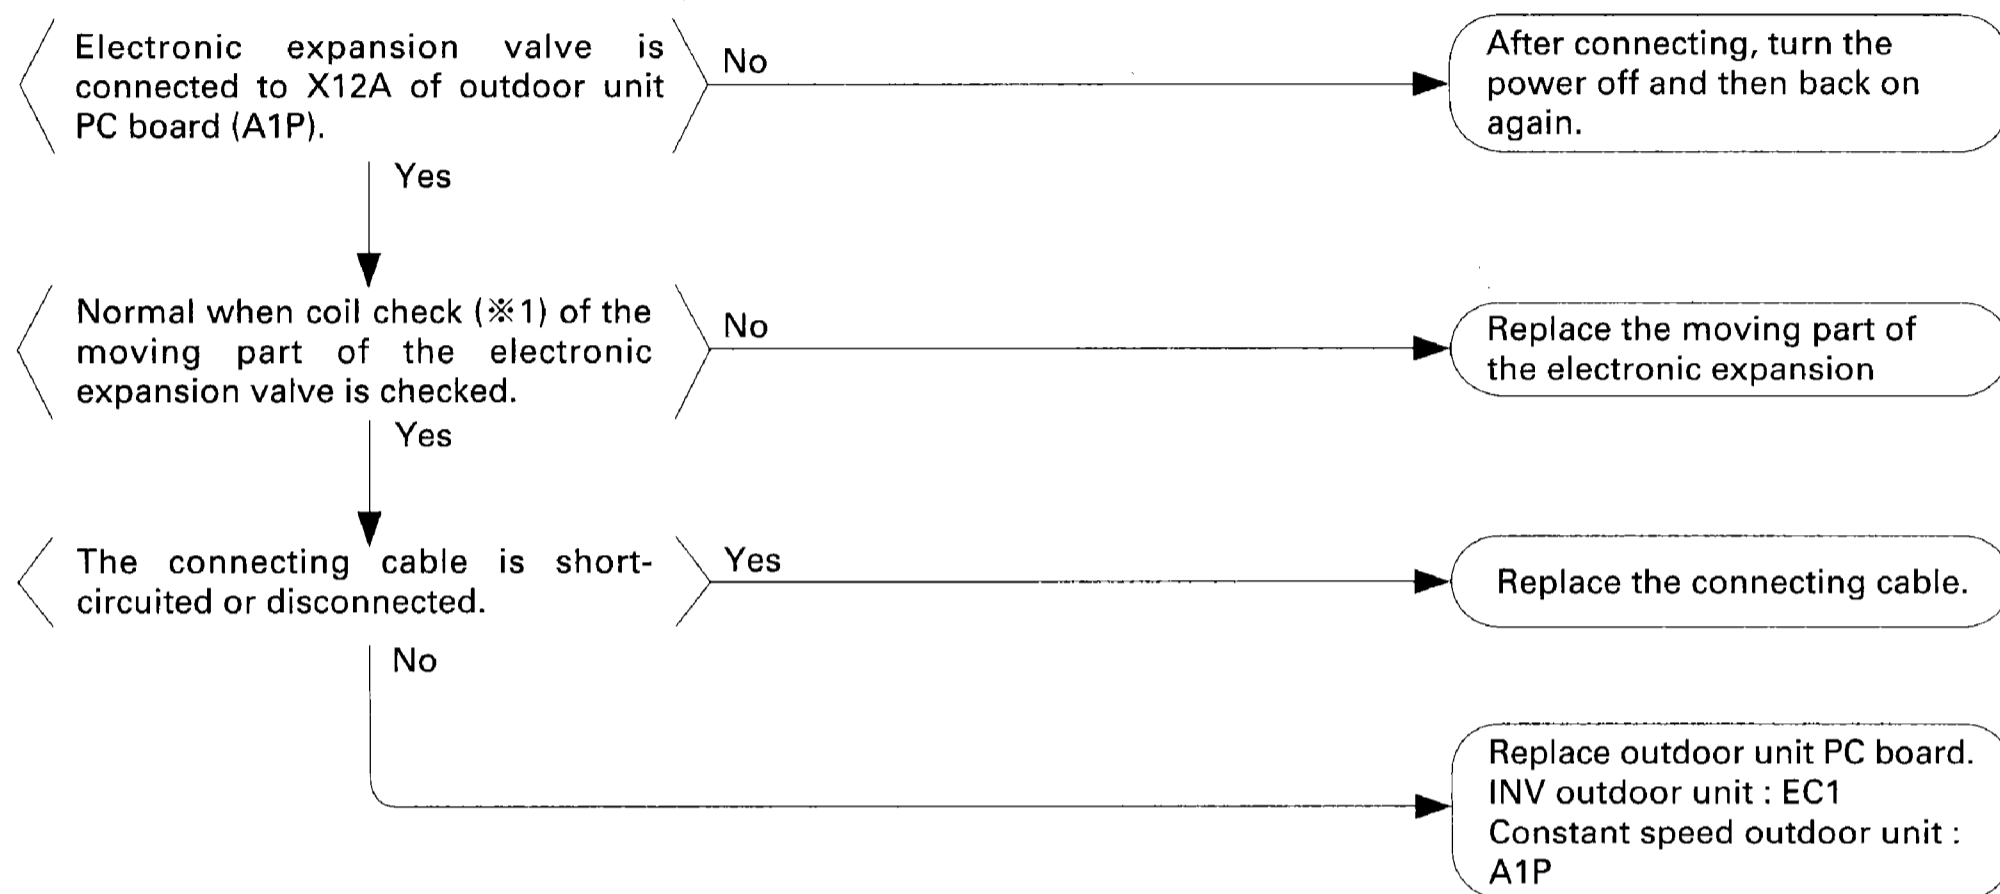 Electronic expansion valve is
connected to X12A of outdoor unit
PC board (A1P).
No
After connecting, turn the
power off and then back on
again.
Yes
Normal when coil check (※1) of the
moving part of the electronic
expansion valve is checked.
No
Replace the moving part of
the electronic expansion
Yes
The connecting cable is short-
circuited or disconnected.
Yes
Replace the connecting cable.
No
Replace outdoor unit PC board.
INV outdoor unit : EC1
Constant speed outdoor unit :
A1P